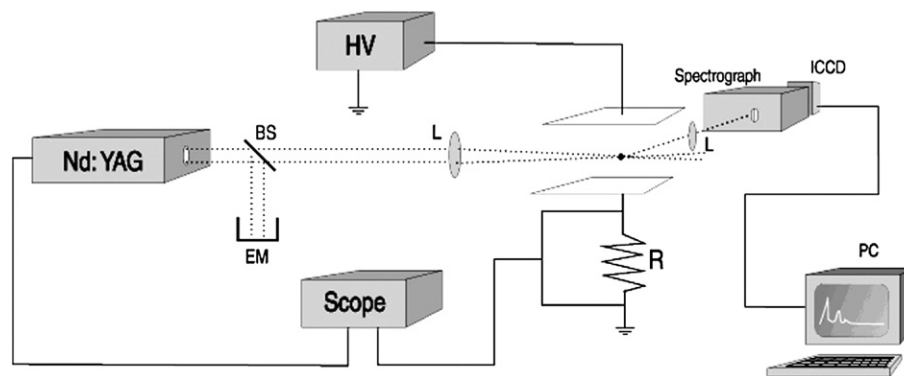 HV
ICCD
Spectrograph
BS
L
Nd:YAG
L
EM
R
PC
Scope